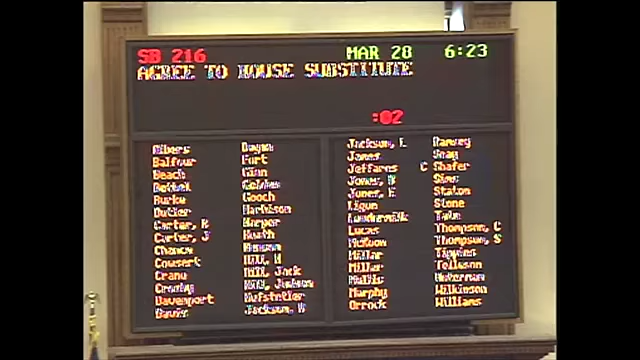 SB 216 MAR 28 6:23
AGREE TO HOUSE SUBSTITUTE
:02
Albers
Balfour
Beach
Bethel
Burke
Butler
Carter, B
Carter, J
Chance
Cowsert
Crane
Crosby
Davenport
Davis
Dugan
Fort
Ginn
Golden
Gooch
Harbison
Harper
Heath
Henson
Hill, H
Hill, Jack
Hill, Judson
Hufstetler
Jackson, B
Jackson, L
James
Jeffares
Jones, B
Jones, E
Ligon
Loudermilk
Lucas
McKoon
Millar
Miller
Mullis
Murphy
Orrock
Ramsey
C Shafer
Sims
Staton
Stone
Tate
Thompson, C
Thompson, S
Tippins
Tolleson
Unterman
Wilkinson
Williams